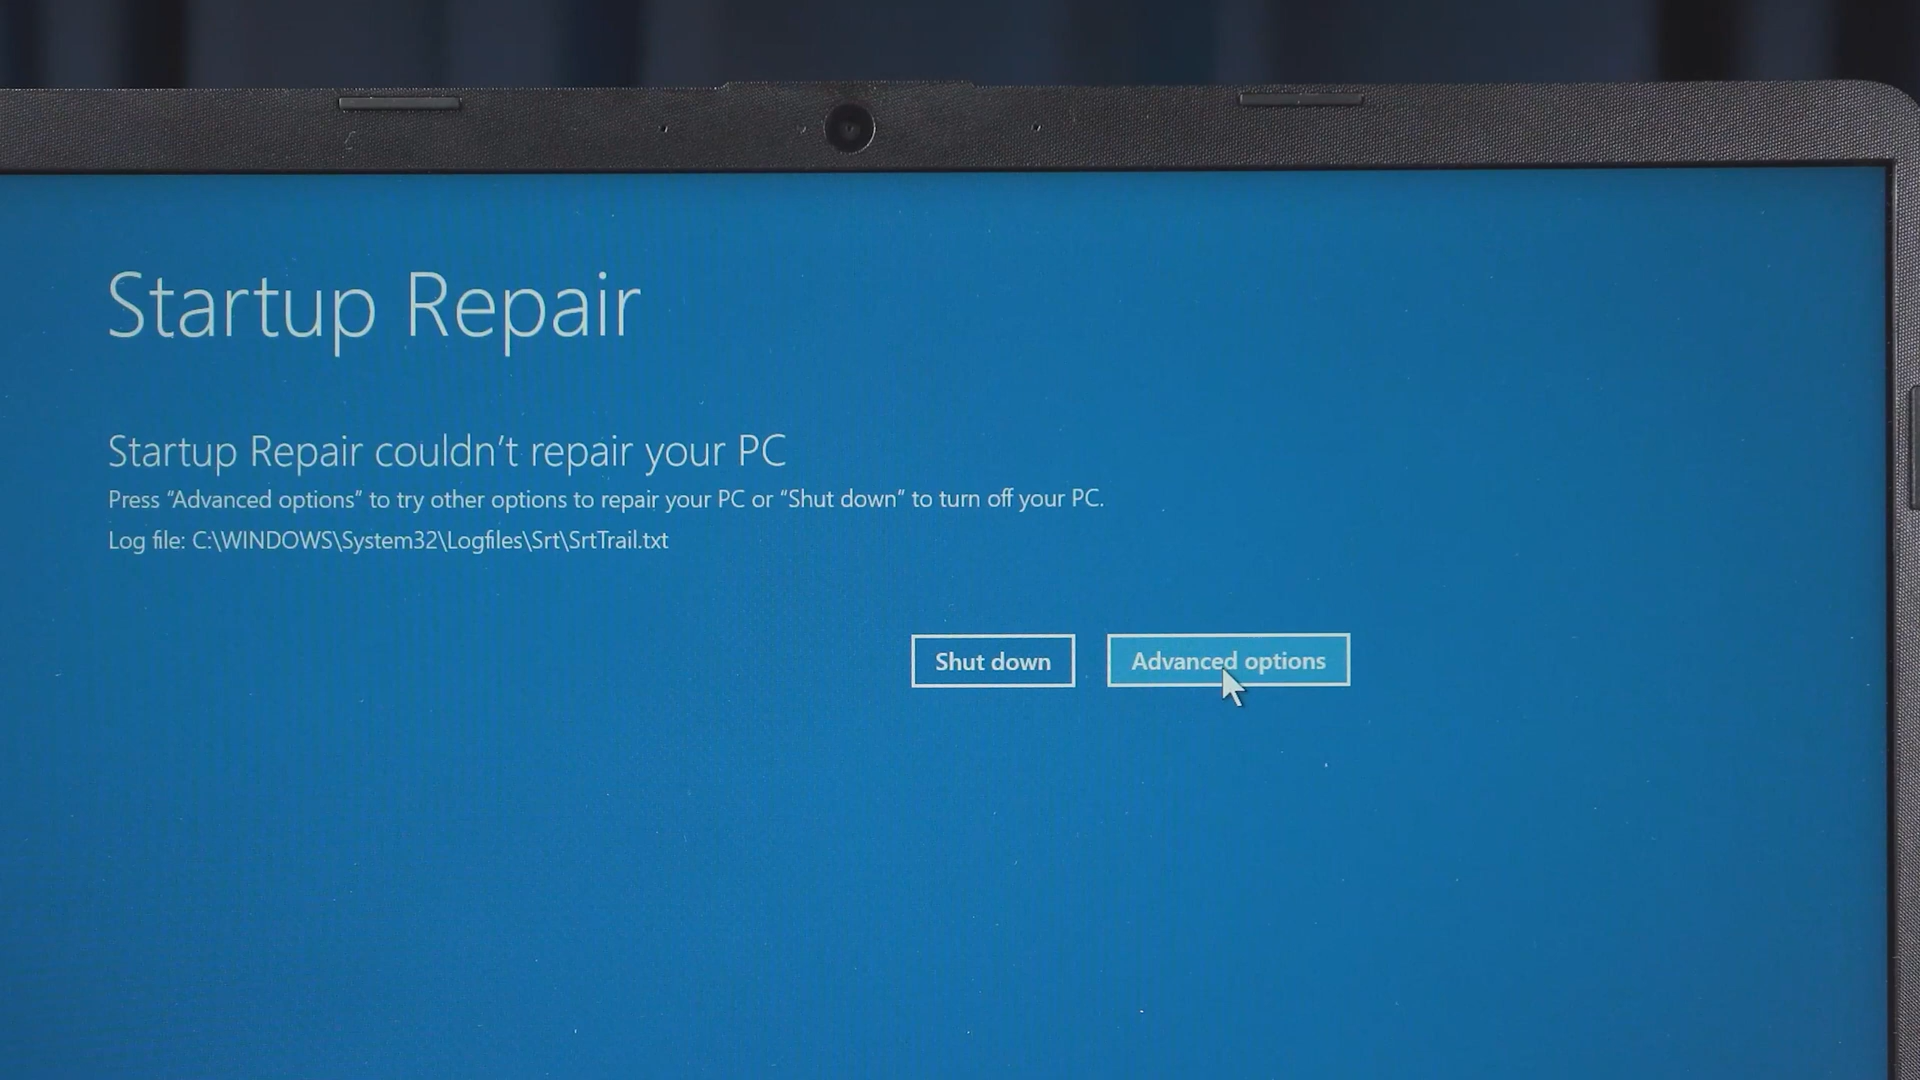 Startup Repair
Startup Repair couldn’t repair your PC
Press “Advanced options” to try other options to repair your PC or “Shut down” to turn off your PC.
Log file: C:\WINDOWS\System32\Logfiles\Srt\SrtTrail.txt
Shut down
Advanced options